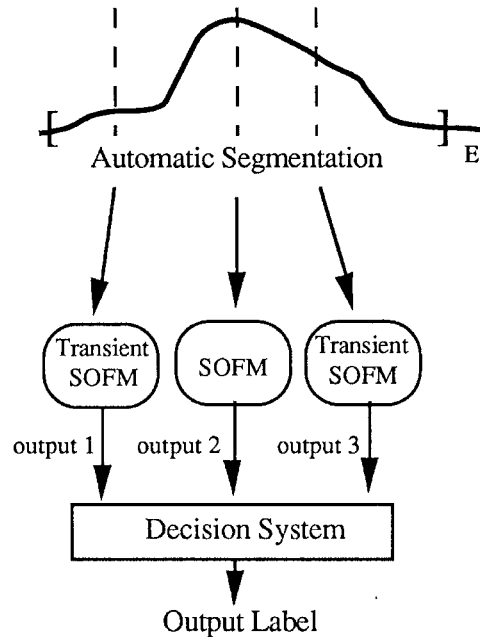 E
Automatic Segmentation
Transient SOFM
SOFM
Transient SOFM
output 1
output 2
output 3
Decision System
Output Label